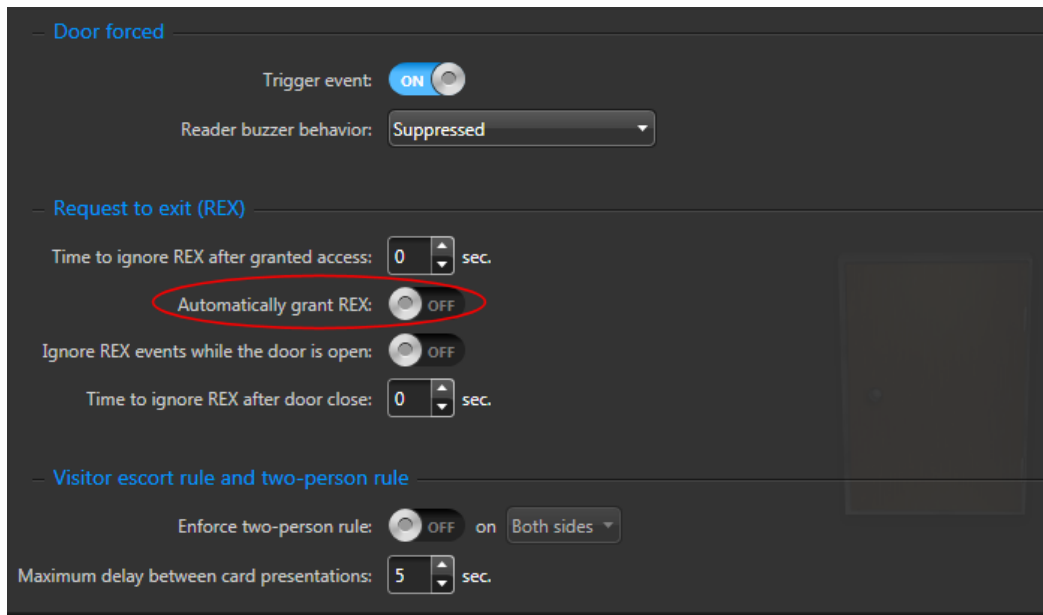 Door forced
Trigger event: ON
Reader buzzer behavior: Suppressed
Request to exit (REX)
Time to ignore REX after granted access: 0 sec.
Automatically grant REX: OFF
Ignore REX events while the door is open: OFF
Time to ignore REX after door close: 0 sec.
Visitor escort rule and two-person rule
Enforce two-person rule: OFF on Both sides
Maximum delay between card presentations: 5 sec.